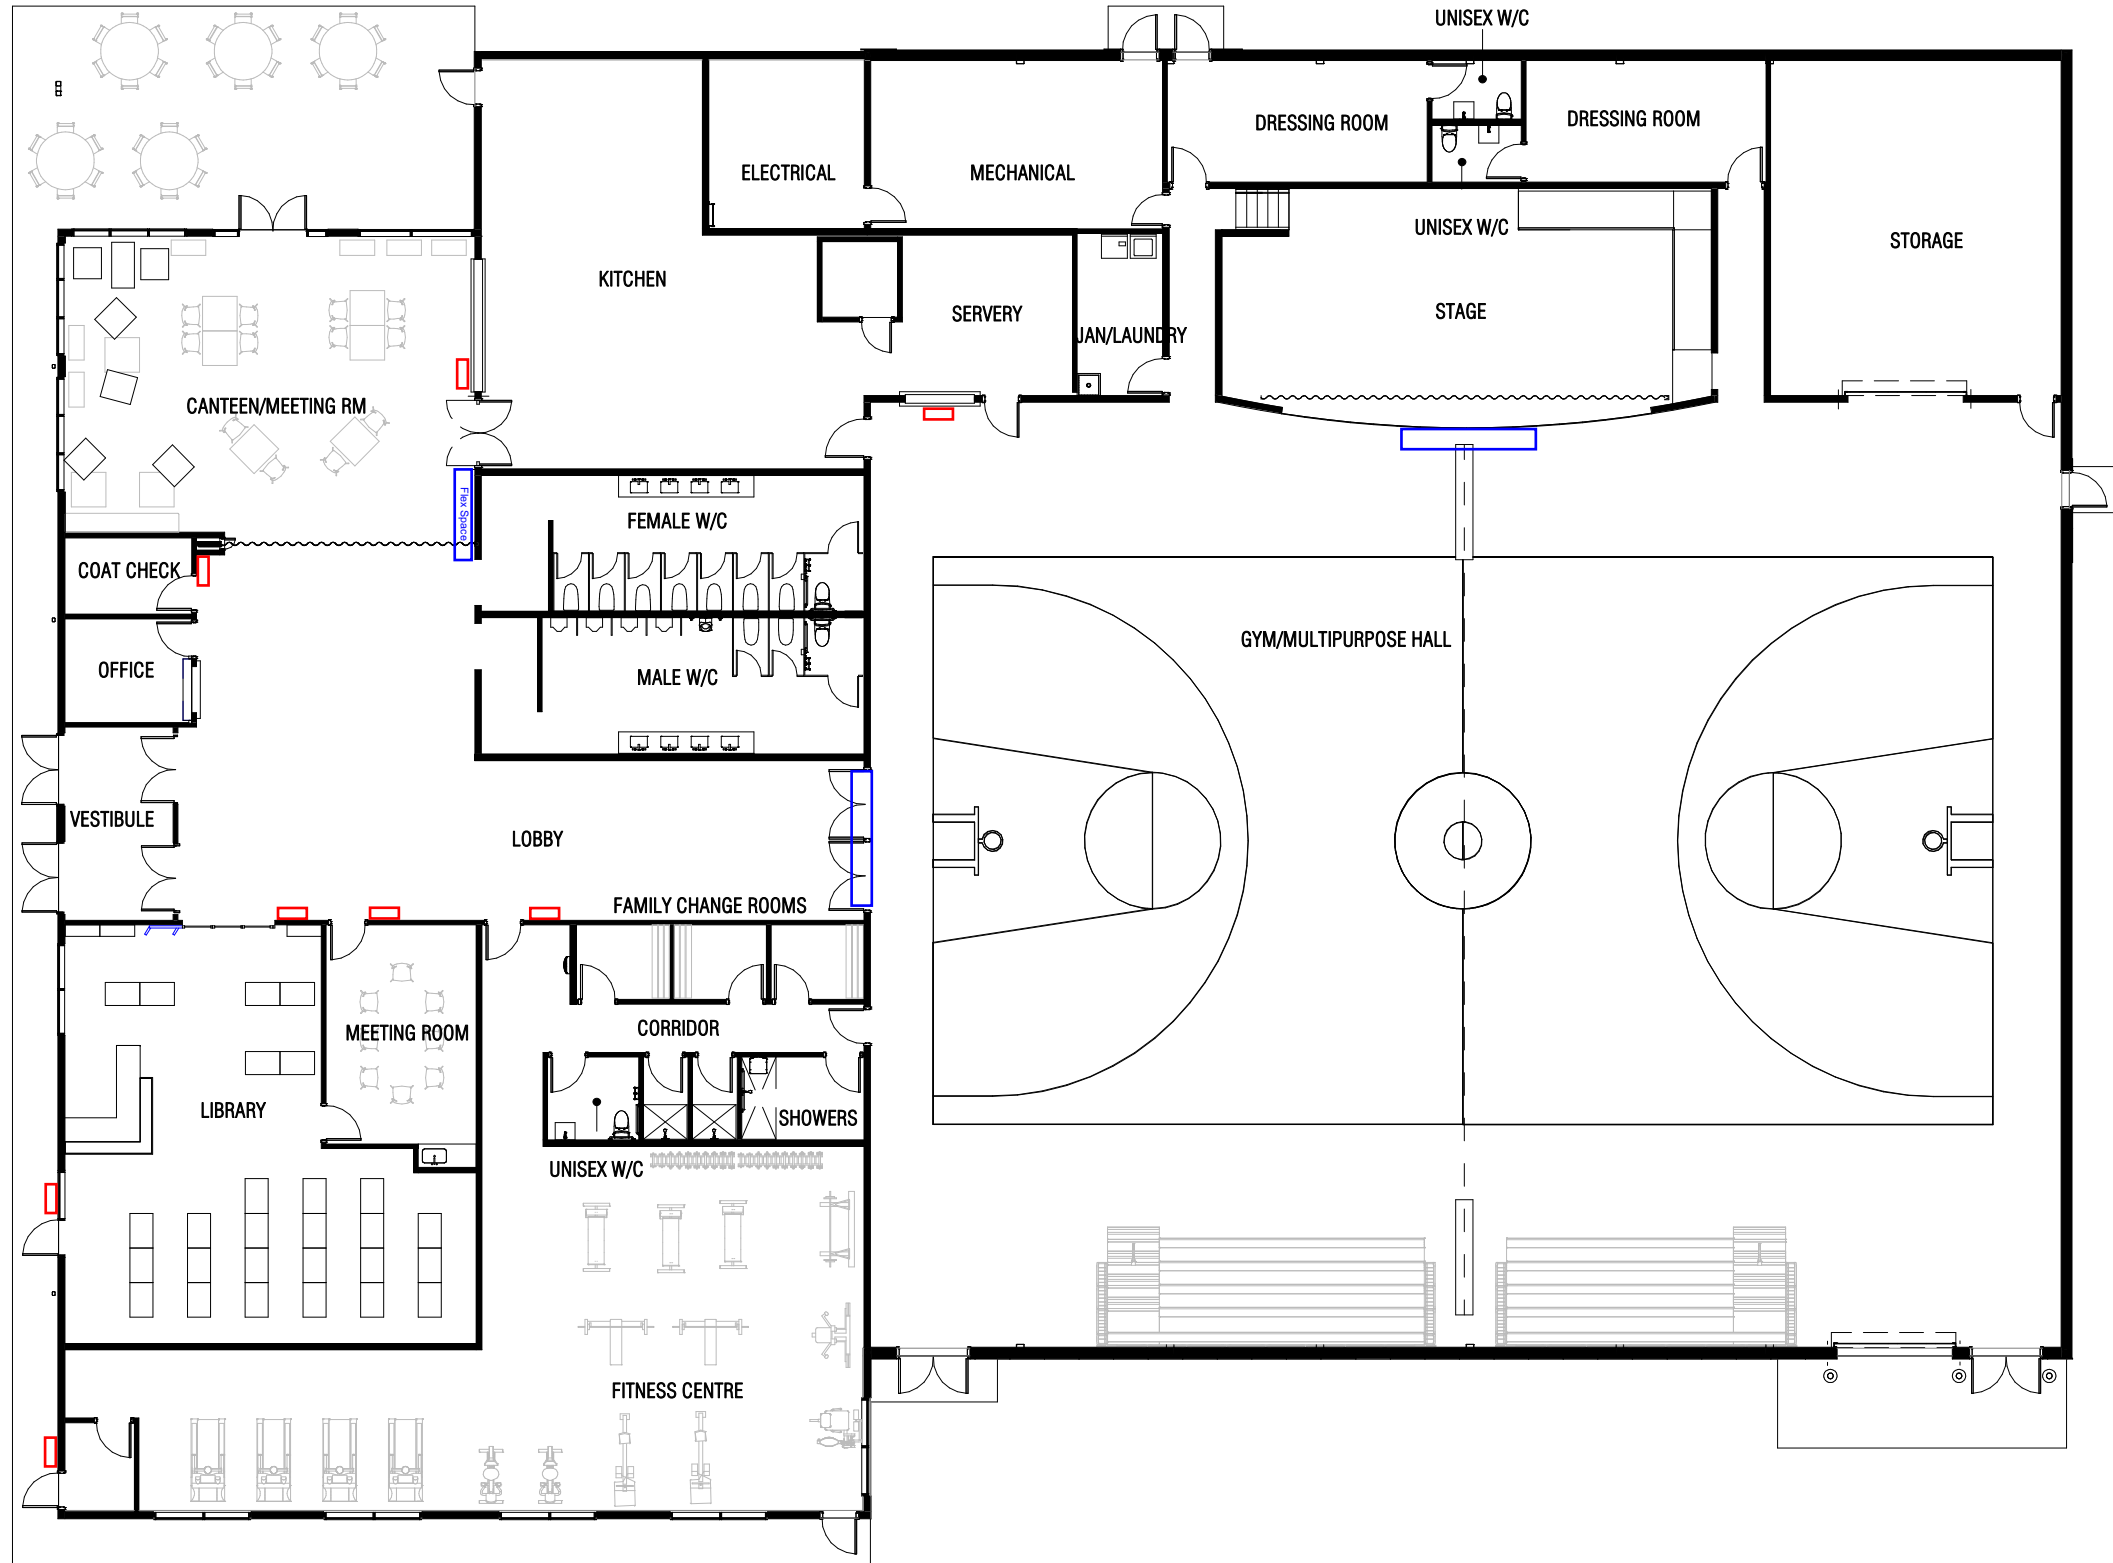 UNISEX W/C
DRESSING ROOM
DRESSING ROOM
ELECTRICAL
MECHANICAL
UNISEX W/C
STORAGE
KITCHEN
SERVERY
STAGE
JAN/LAUNDRY
CANTEEN/MEETING RM
Flex Space
FEMALE W/C
COAT CHECK
GYM/MULTIPURPOSE HALL
OFFICE
MALE W/C
VESTIBULE
LOBBY
FAMILY CHANGE ROOMS
CORRIDOR
MEETING ROOM
LIBRARY
SHOWERS
UNISEX W/C
FITNESS CENTRE